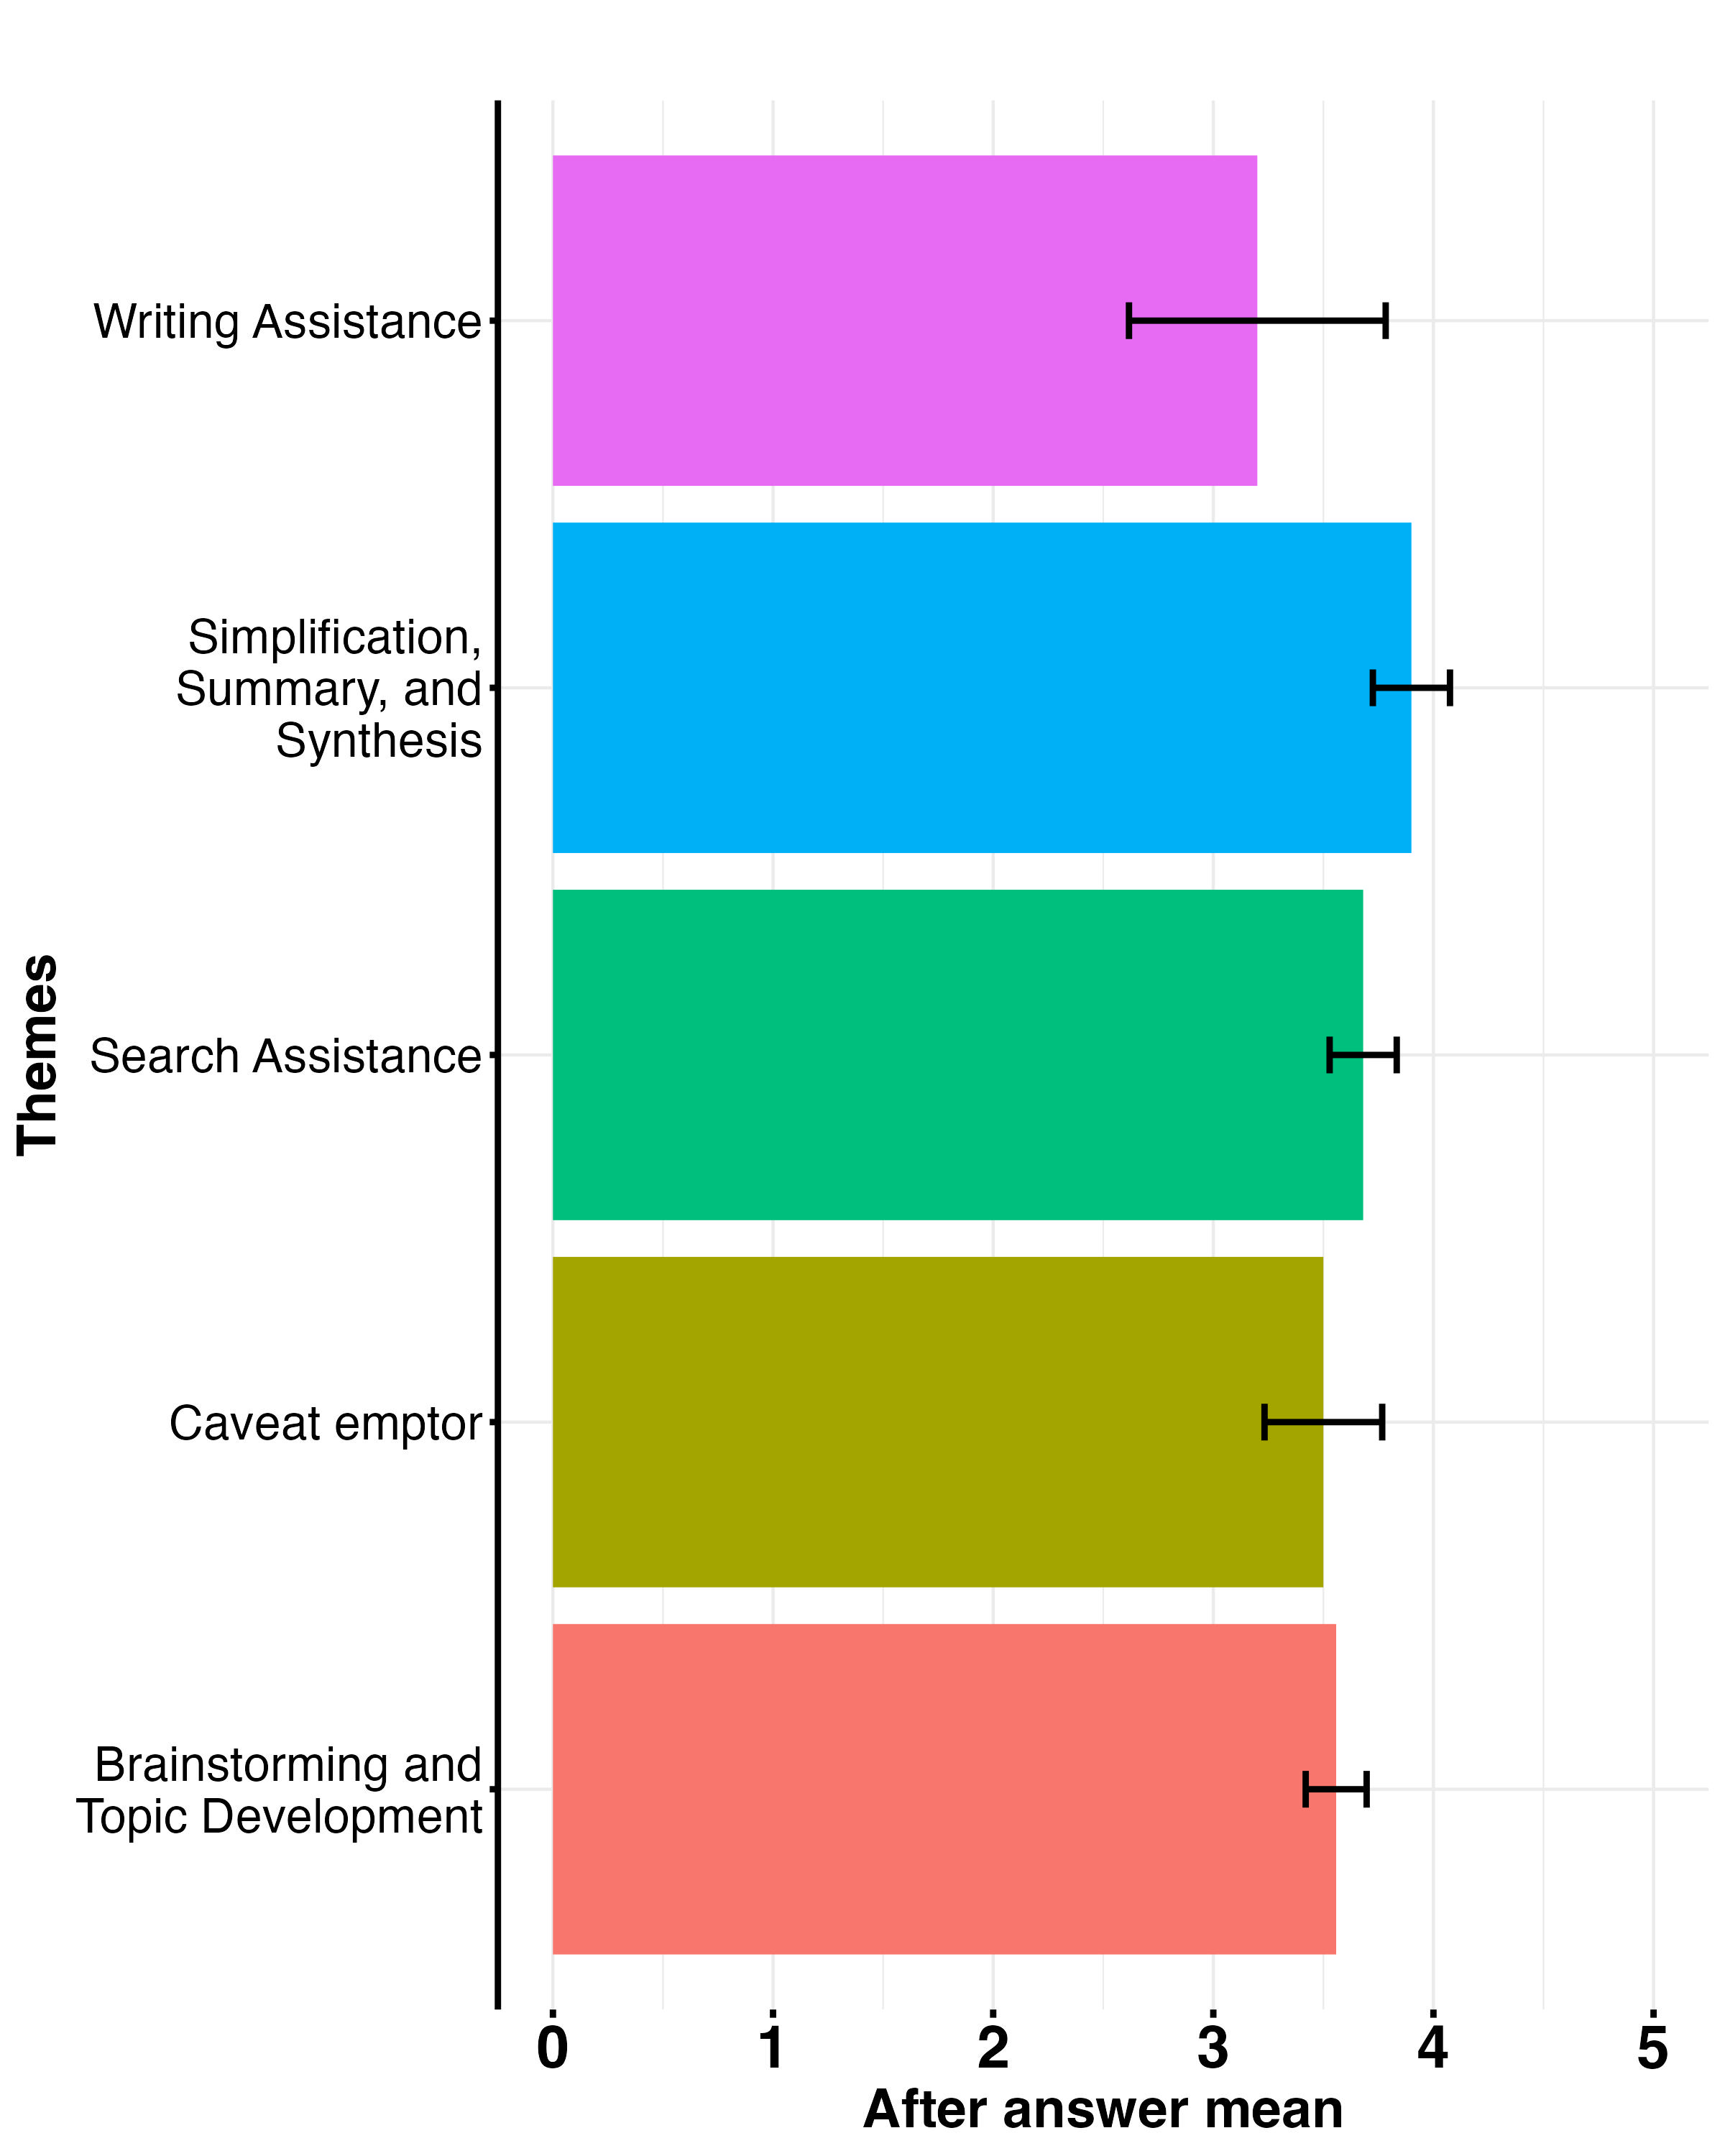 Themes
Writing Assistance
Simplification,
Summary, and
Synthesis
Search Assistance
Caveat emptor
Brainstorming and
Topic Development
0 1 2 3 4 5
After answer mean